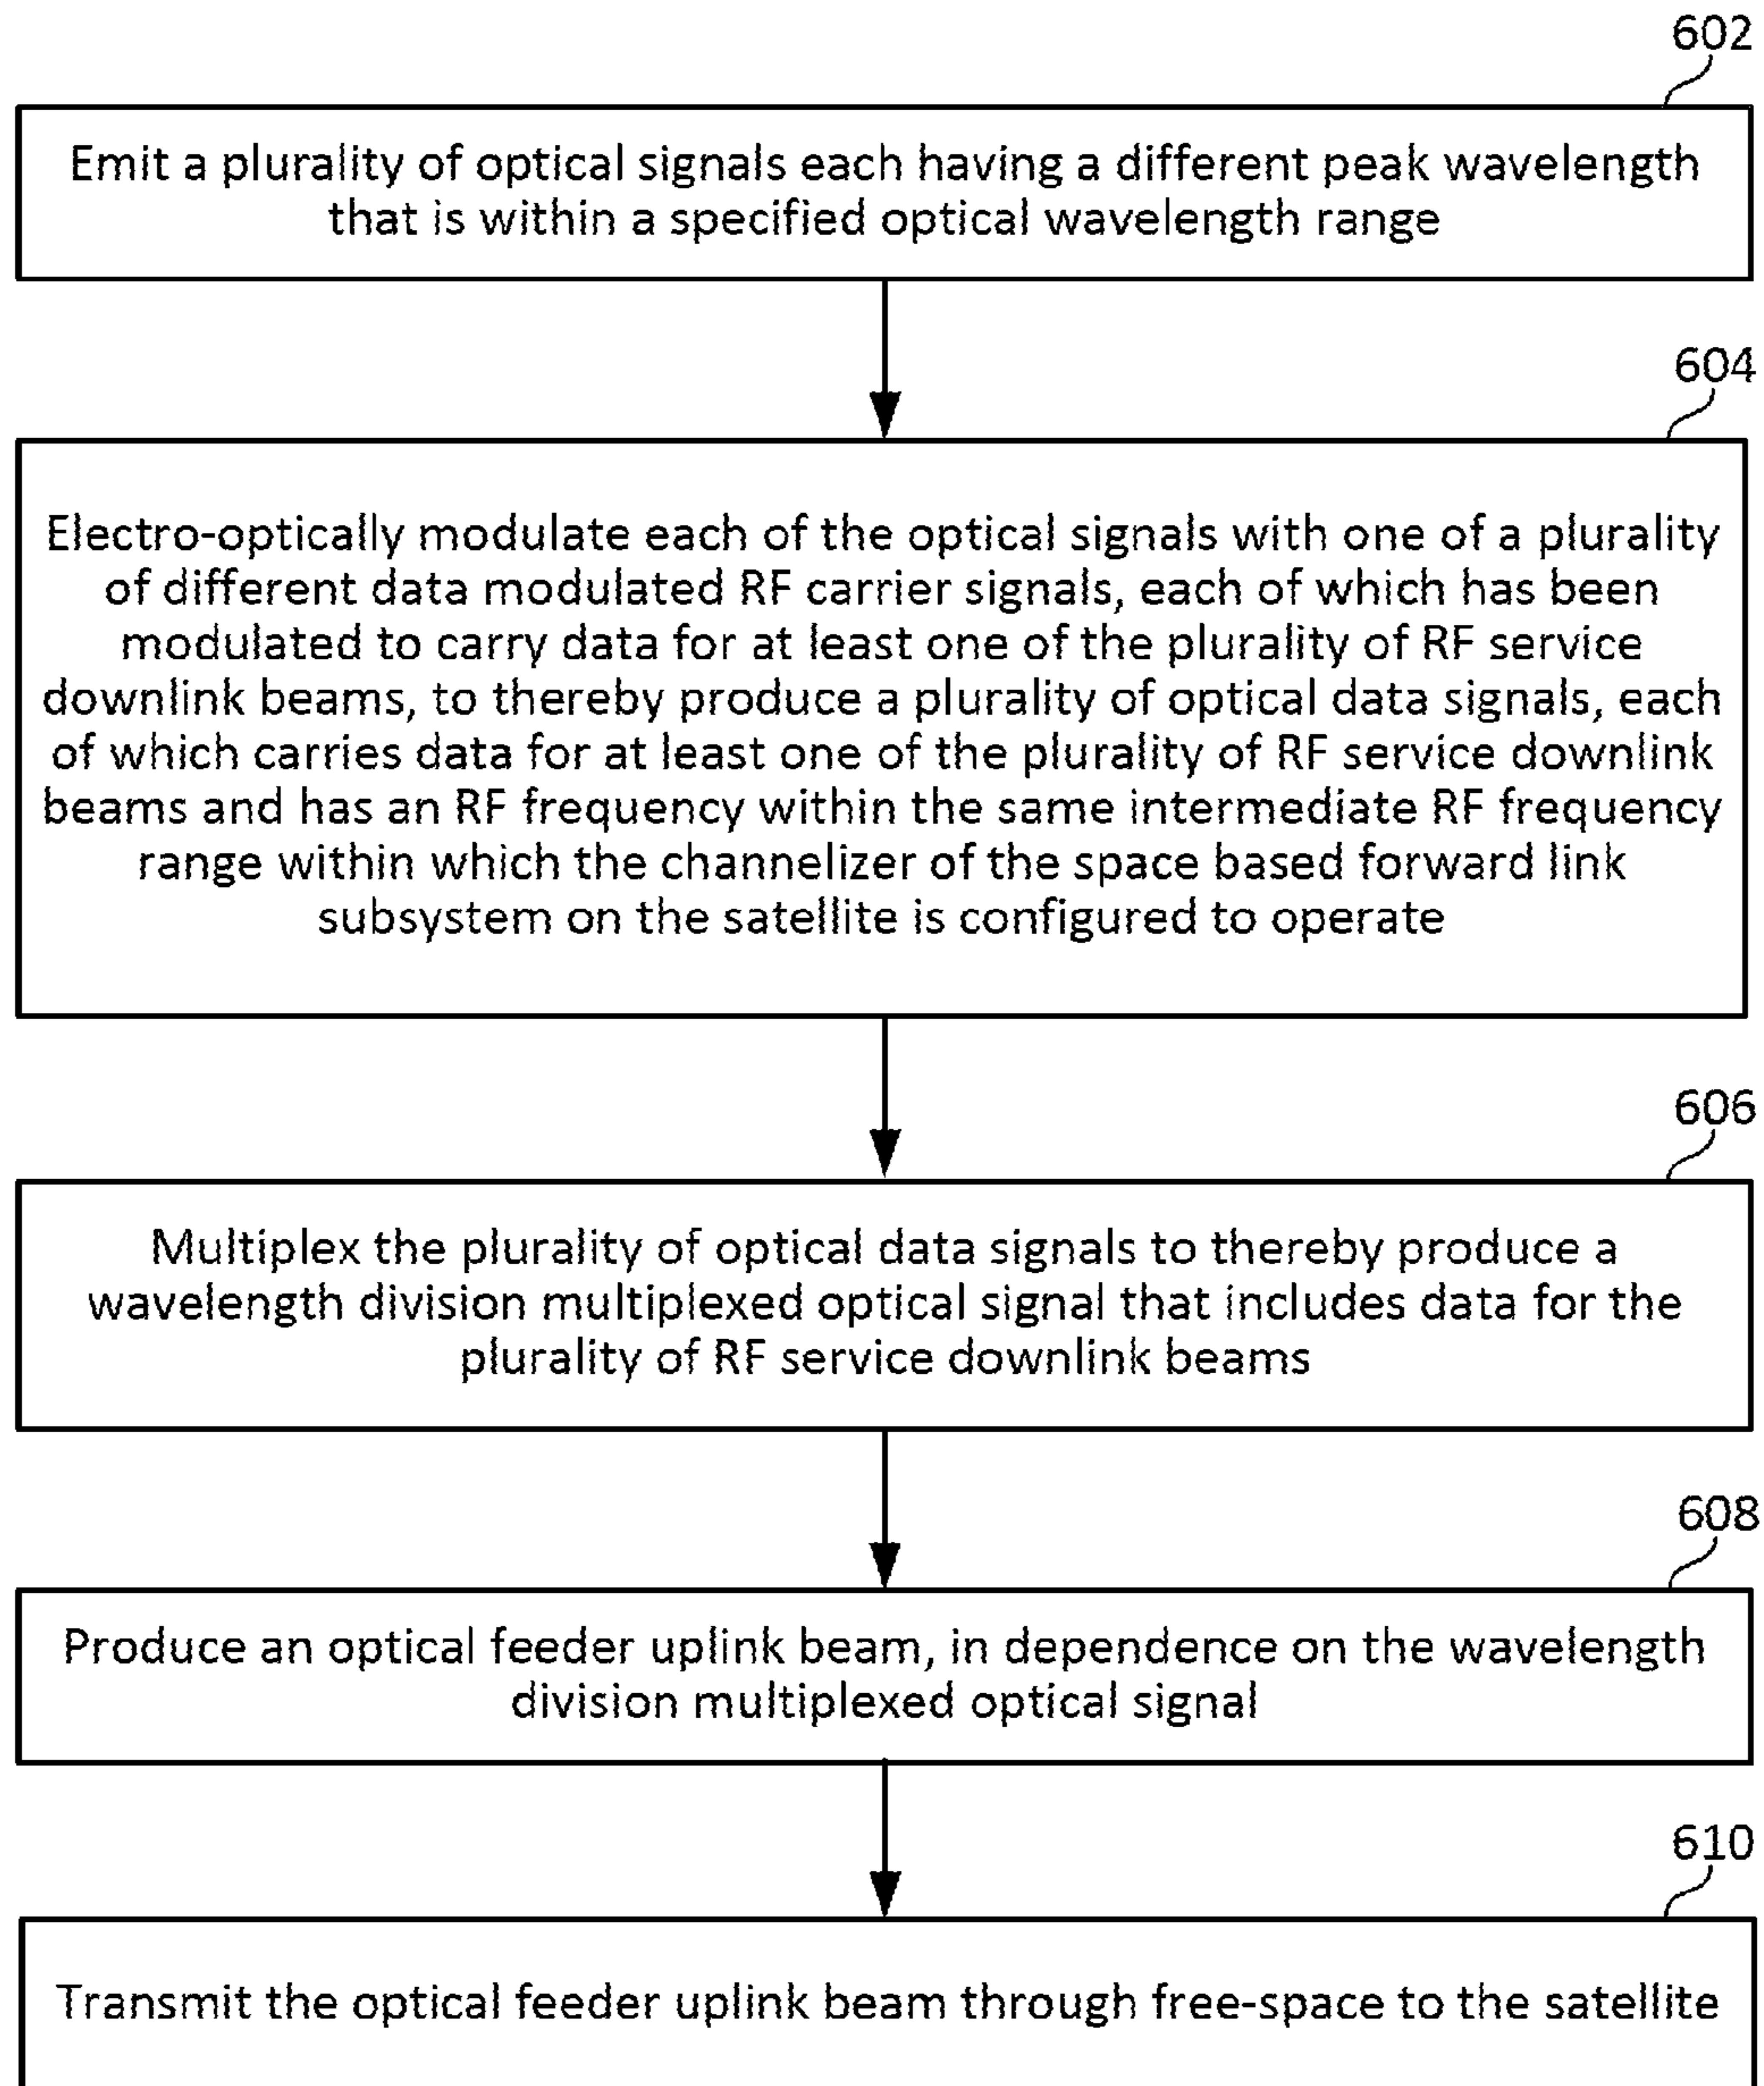 602
Emit a plurality of optical signals each having a different peak wavelength
that is within a specified optical wavelength range
604
Electro-optically modulate each of the optical signals with one of a plurality
of different data modulated RF carrier signals, each of which has been
modulated to carry data for at least one of the plurality of RF service
downlink beams, to thereby produce a plurality of optical data signals, each
of which carries data for at least one of the plurality of RF service downlink
beams and has an RF frequency within the same intermediate RF frequency
range within which the channelizer of the space based forward link
subsystem on the satellite is configured to operate
606
Multiplex the plurality of optical data signals to thereby produce a
wavelength division multiplexed optical signal that includes data for the
plurality of RF service downlink beams
608
Produce an optical feeder uplink beam, in dependence on the wavelength
division multiplexed optical signal
610
Transmit the optical feeder uplink beam through free-space to the satellite